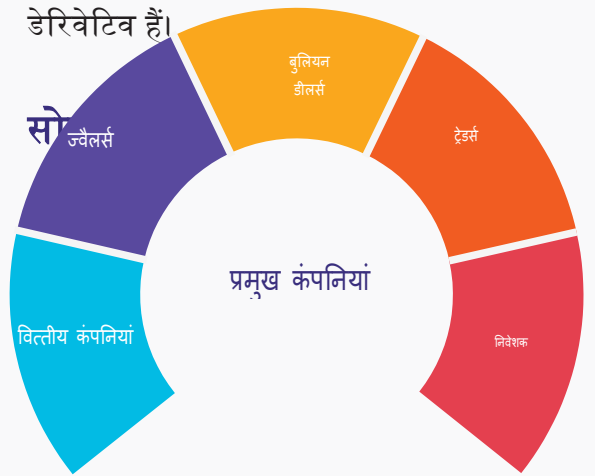 डेरिवेटिव हैं।
बुलियन
डीलर्स
ज्वैलर्स
ट्रेडर्स
प्रमुख कंपनियां
वित्तीय कंपनियां
निवेशक